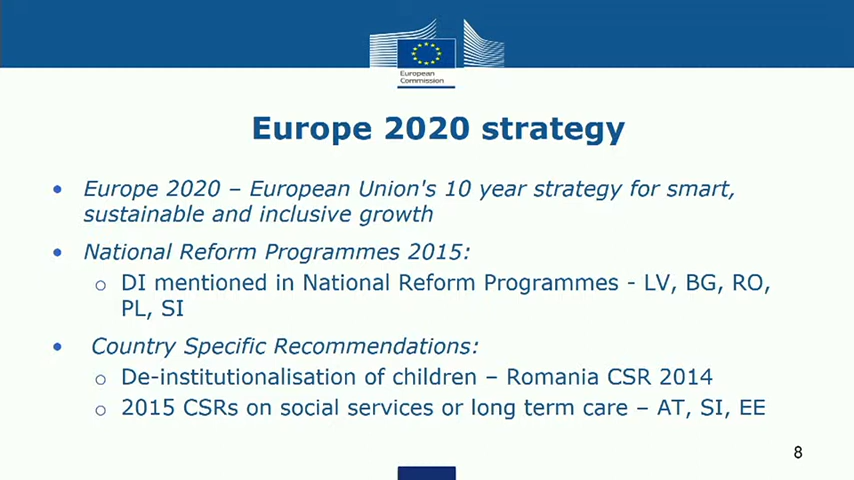 European
Commission
Europe 2020 strategy
• Europe 2020 – European Union's 10 year strategy for smart,
sustainable and inclusive growth
• National Reform Programmes 2015:
o DI mentioned in National Reform Programmes - LV, BG, RO,
PL, SI
• Country Specific Recommendations:
o De-institutionalisation of children – Romania CSR 2014
o 2015 CSRs on social services or long term care – AT, SI, EE
8